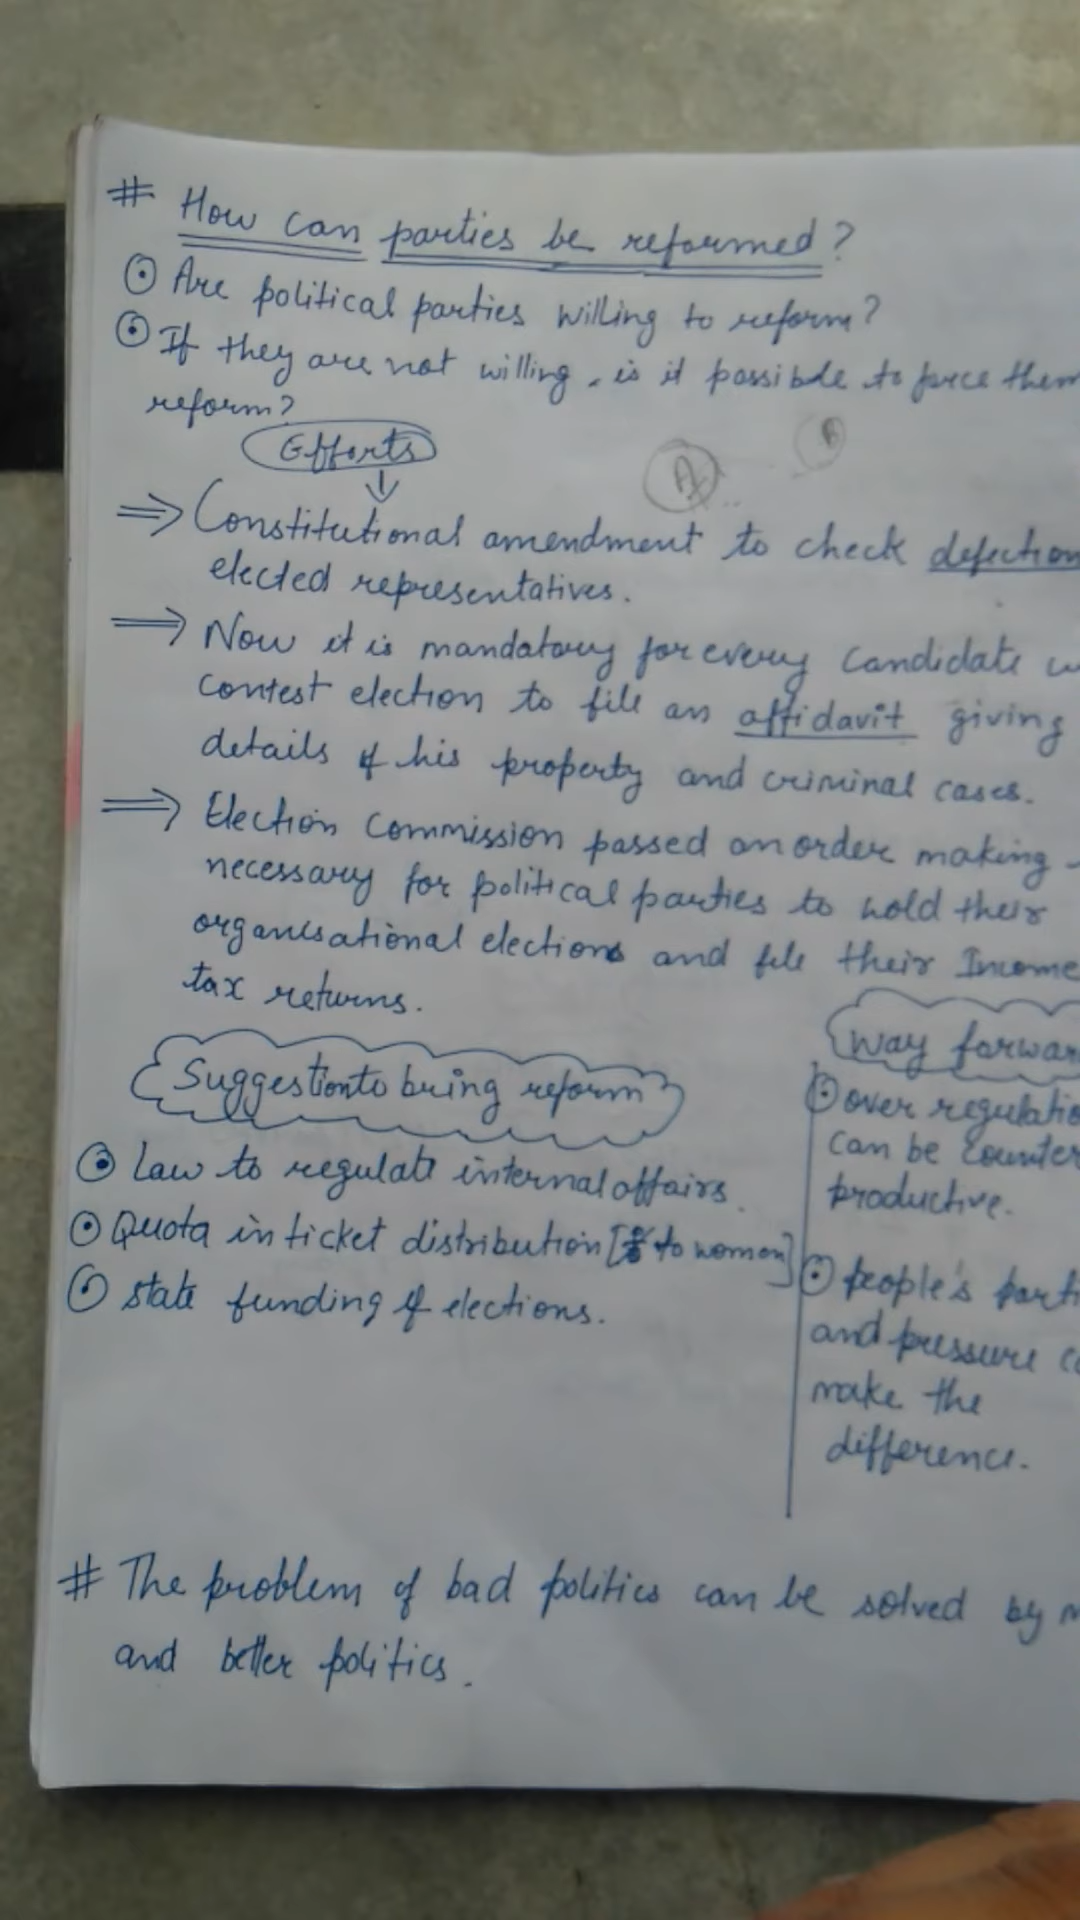 # How can parties be reformed?
Are political parties willing to reform?
If they are not willing, is it possible to force them
reform?
Efforts
Constitutional amendment to check defection
elected representatives.
Now it is mandatory for every candidate
contest election to file an affidavit giving
details of his property and criminal cases.
Election Commission passed an order making
necessary for political parties to hold their
organisational elections and file their Income
tax returns.
Suggestion to bring reform
Law to regulate internal affairs.
Quota in ticket distribution [to women]
state funding of elections.
Way forwar
over regulatio
can be counter
productive.
people's parti
and pressure ca
make the
difference.
# The problem of bad politics can be solved by m
and better politics.